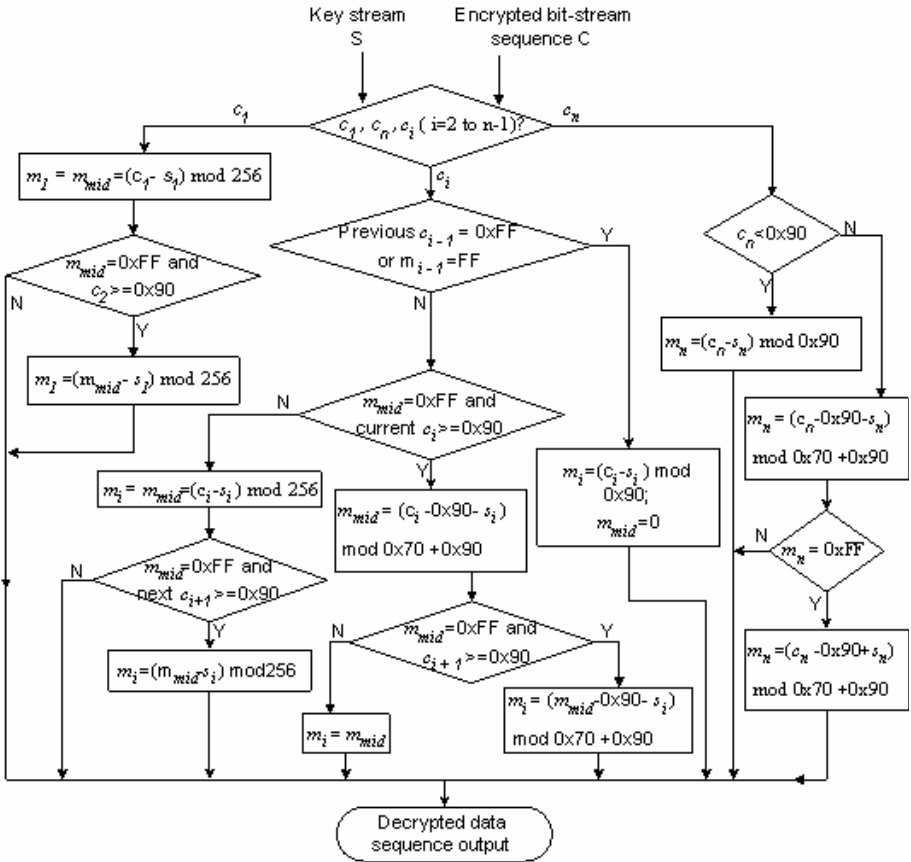 Key stream
S
Encrypted bit-stream
sequence C
c1
c1 , cn , ci ( i=2 to n-1)?
cn
m1 = mmid=(c1- s1) mod 256
ci
mmid=0xFF and
c2>=0x90
N
Y
Previous ci-1 = 0xFF
or mi-1=FF
Y
N
cn<0x90
N
Y
m1 =(mmid- s1) mod 256
mn =(cn-sn) mod 0x90
mmid=0xFF and
current ci>=0x90
N
Y
mn = (cn-0x90-sn)
mod 0x70 +0x90
mi = mmid=(ci-si) mod 256
mmid= (ci -0x90- si)
mod 0x70 +0x90
mi=(ci-si) mod
0x90;
mmid=0
mmid=0xFF and
next ci+1>=0x90
N
Y
mn = 0xFF
N
Y
mmid=0xFF and
ci+1>=0x90
N
Y
mi=(mmid-si) mod256
mn=(cn -0x90+sn)
mod 0x70 +0x90
mi = mmid
mi= (mmid-0x90- si)
mod 0x70 +0x90
Decrypted data
sequence output